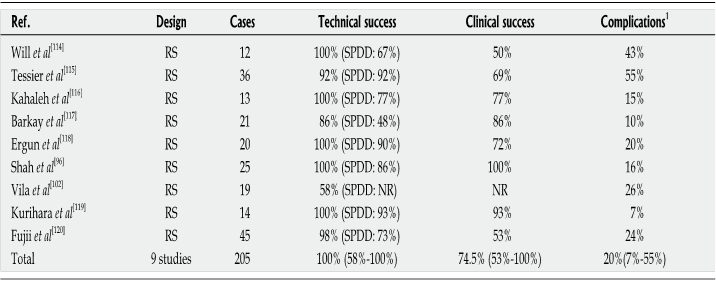 Ref. Design Cases Technical success Clinical success Complications1
Will et al[114] RS 12 100% (SPDD: 67%) 50% 43%
Tessier et al[115] RS 36 92% (SPDD: 92%) 69% 55%
Kahaleh et al[116] RS 13 100% (SPDD: 77%) 77% 15%
Barkay et al[117] RS 21 86% (SPDD: 48%) 86% 10%
Ergun et al[118] RS 20 100% (SPDD: 90%) 72% 20%
Shah et al[96] RS 25 100% (SPDD: 86%) 100% 16%
Vila et al[102] RS 19 58% (SPDD: NR) NR 26%
Kurihara et al[119] RS 14 100% (SPDD: 93%) 93% 7%
Fujii et al[120] RS 45 98% (SPDD: 73%) 53% 24%
Total 9 studies 205 100% (58%-100%) 74.5% (53%-100%) 20%(7%-55%)